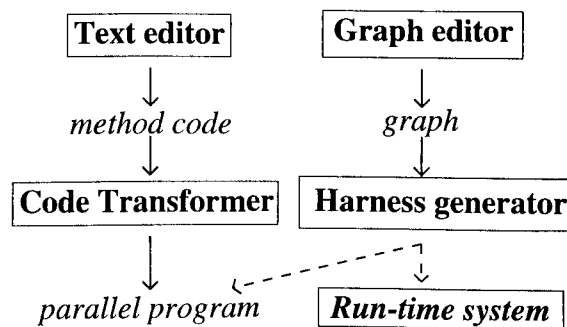 Text editor
Graph editor
method code
graph
Code Transformer
Harness generator
parallel program
Run-time system